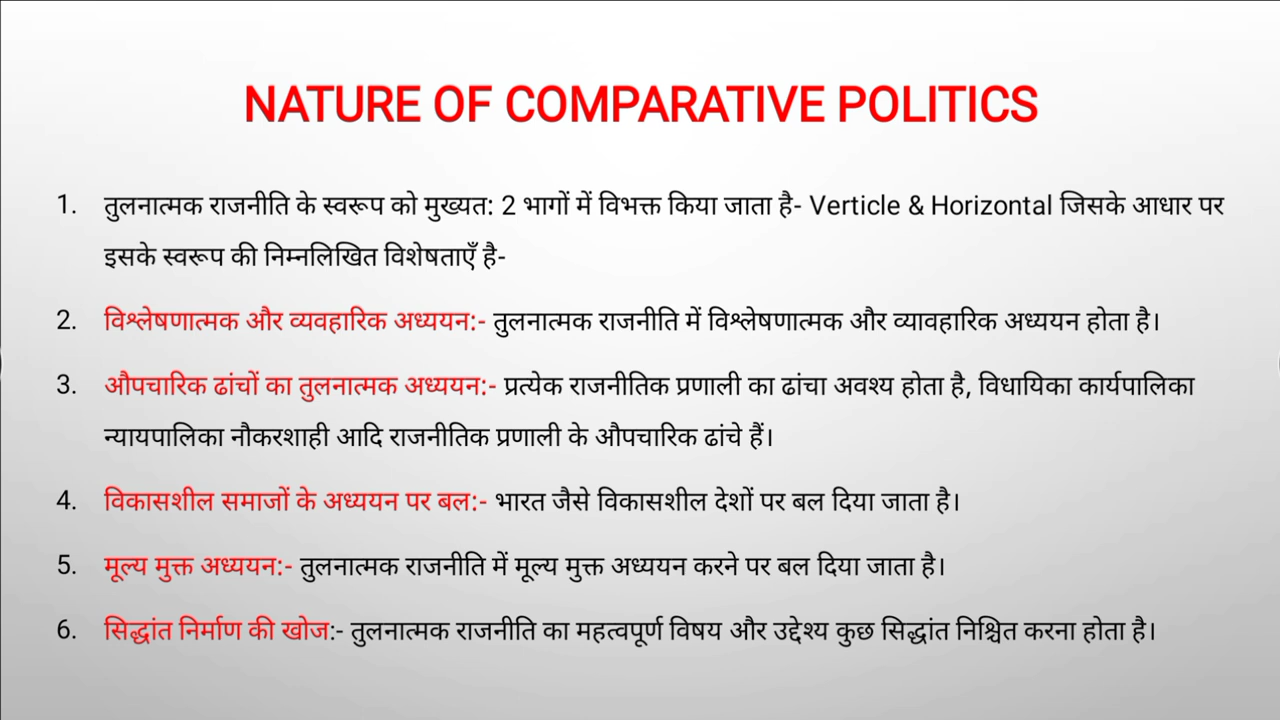 NATURE OF COMPARATIVE POLITICS
1. तुलनात्मक राजनीति के स्वरूप को मुख्यत: 2 भागों में विभक्त किया जाता है- Verticle & Horizontal जिसके आधार पर
इसके स्वरूप की निम्नलिखित विशेषताएँ है-
2. विश्लेषणात्मक और व्यवहारिक अध्ययन:- तुलनात्मक राजनीति में विश्लेषणात्मक और व्यावहारिक अध्ययन होता है।
3. औपचारिक ढांचों का तुलनात्मक अध्ययन:- प्रत्येक राजनीतिक प्रणाली का ढांचा अवश्य होता है, विधायिका कार्यपालिका
न्यायपालिका नौकरशाही आदि राजनीतिक प्रणाली के औपचारिक ढांचे हैं।
4. विकासशील समाजों के अध्ययन पर बल:- भारत जैसे विकासशील देशों पर बल दिया जाता है।
5. मूल्य मुक्त अध्ययन:- तुलनात्मक राजनीति में मूल्य मुक्त अध्ययन करने पर बल दिया जाता है।
6. सिद्धांत निर्माण की खोज:- तुलनात्मक राजनीति का महत्वपूर्ण विषय और उद्देश्य कुछ सिद्धांत निश्चित करना होता है।